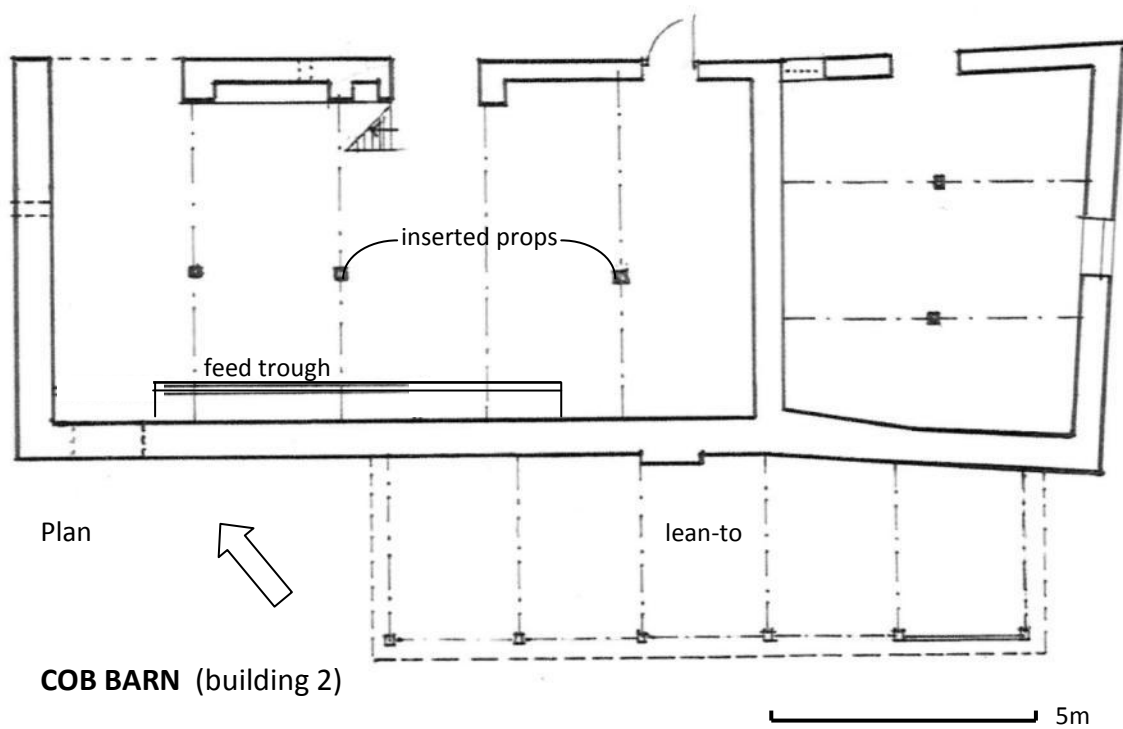 inserted props
feed trough
Plan
lean-to
COB BARN (building 2)
5m